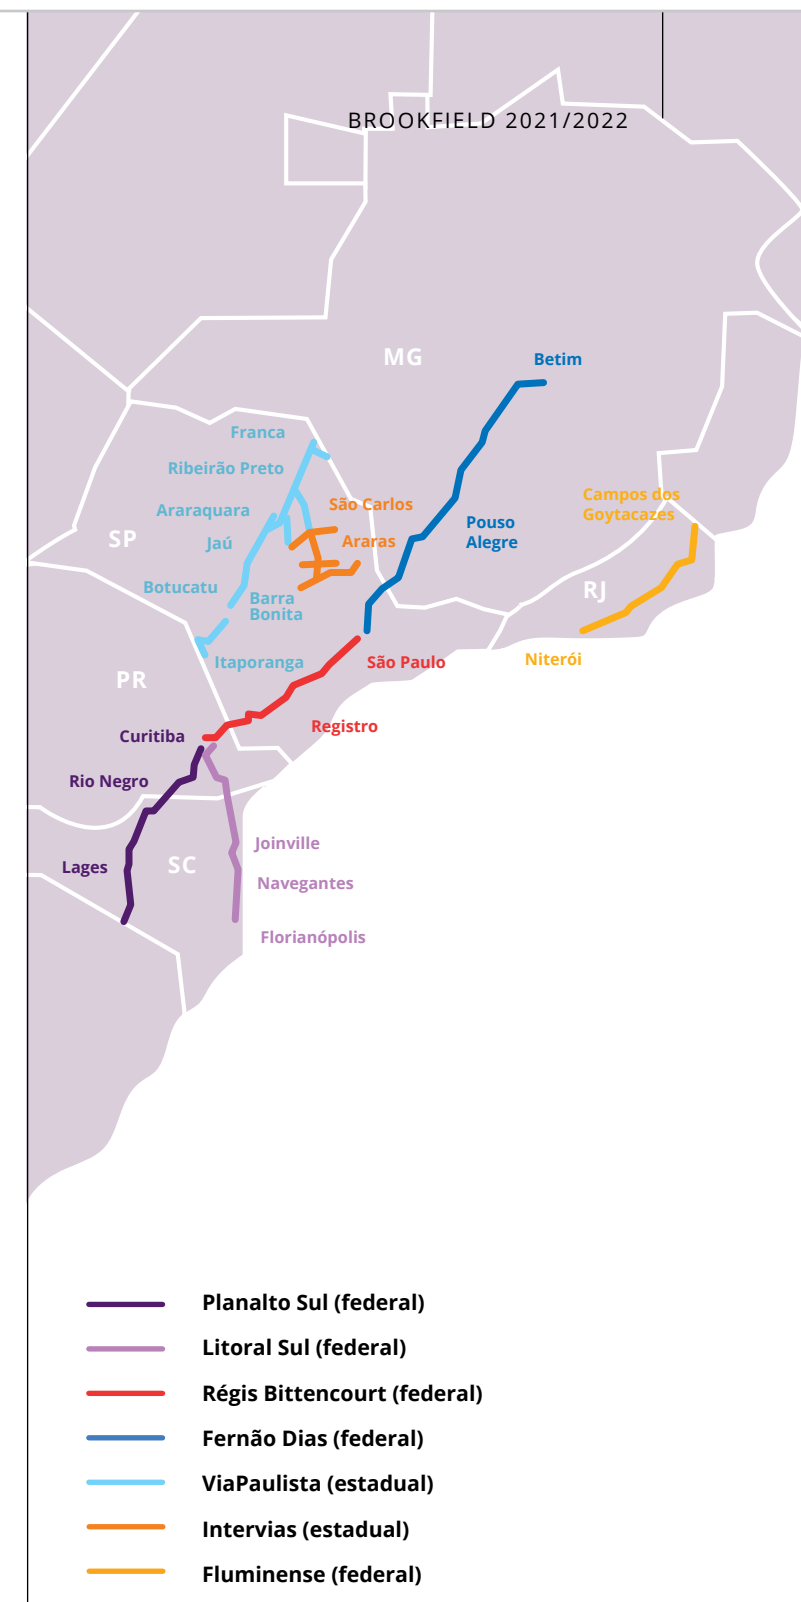 BROOKFIELD 2021/2022
MG
Betim
Franca
Ribeirão Preto
São Carlos
Campos dos
Goytacazes
Araraquara
Pouso
Alegre
SP
Jaú
Araras
Botucatu
Barra
Bonita
RJ
Itaporanga
São Paulo
Niterói
PR
Registro
Curitiba
Rio Negro
Joinville
Lages
SC
Navegantes
Florianópolis
Planalto Sul (federal)
Litoral Sul (federal)
Régis Bittencourt (federal)
Fernão Dias (federal)
ViaPaulista (estadual)
Intervias (estadual)
Fluminense (federal)